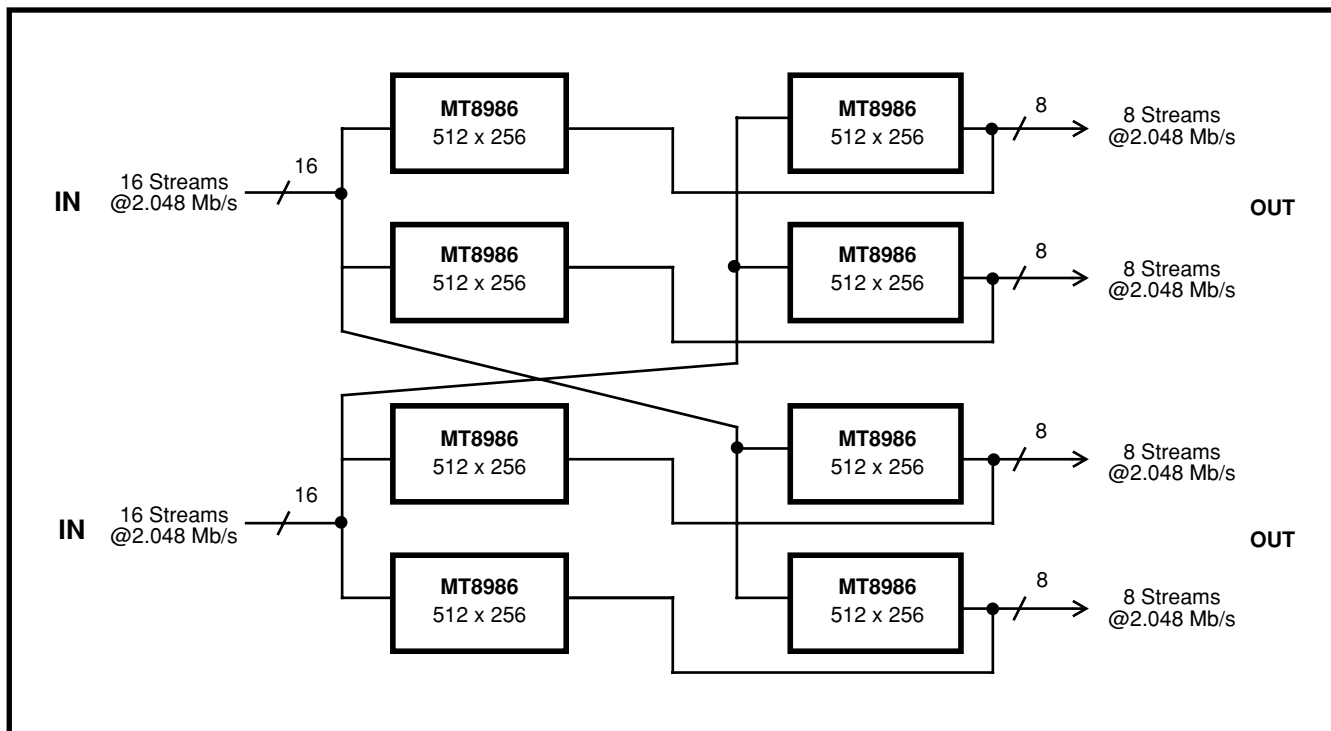 MT8986
512 x 256
MT8986
512 x 256
8
8 Streams
@2.048 Mb/s
IN
16 Streams
@2.048 Mb/s
16
OUT
MT8986
512 x 256
MT8986
512 x 256
8
8 Streams
@2.048 Mb/s
MT8986
512 x 256
MT8986
512 x 256
8
8 Streams
@2.048 Mb/s
IN
16 Streams
@2.048 Mb/s
16
OUT
MT8986
512 x 256
MT8986
512 x 256
8
8 Streams
@2.048 Mb/s